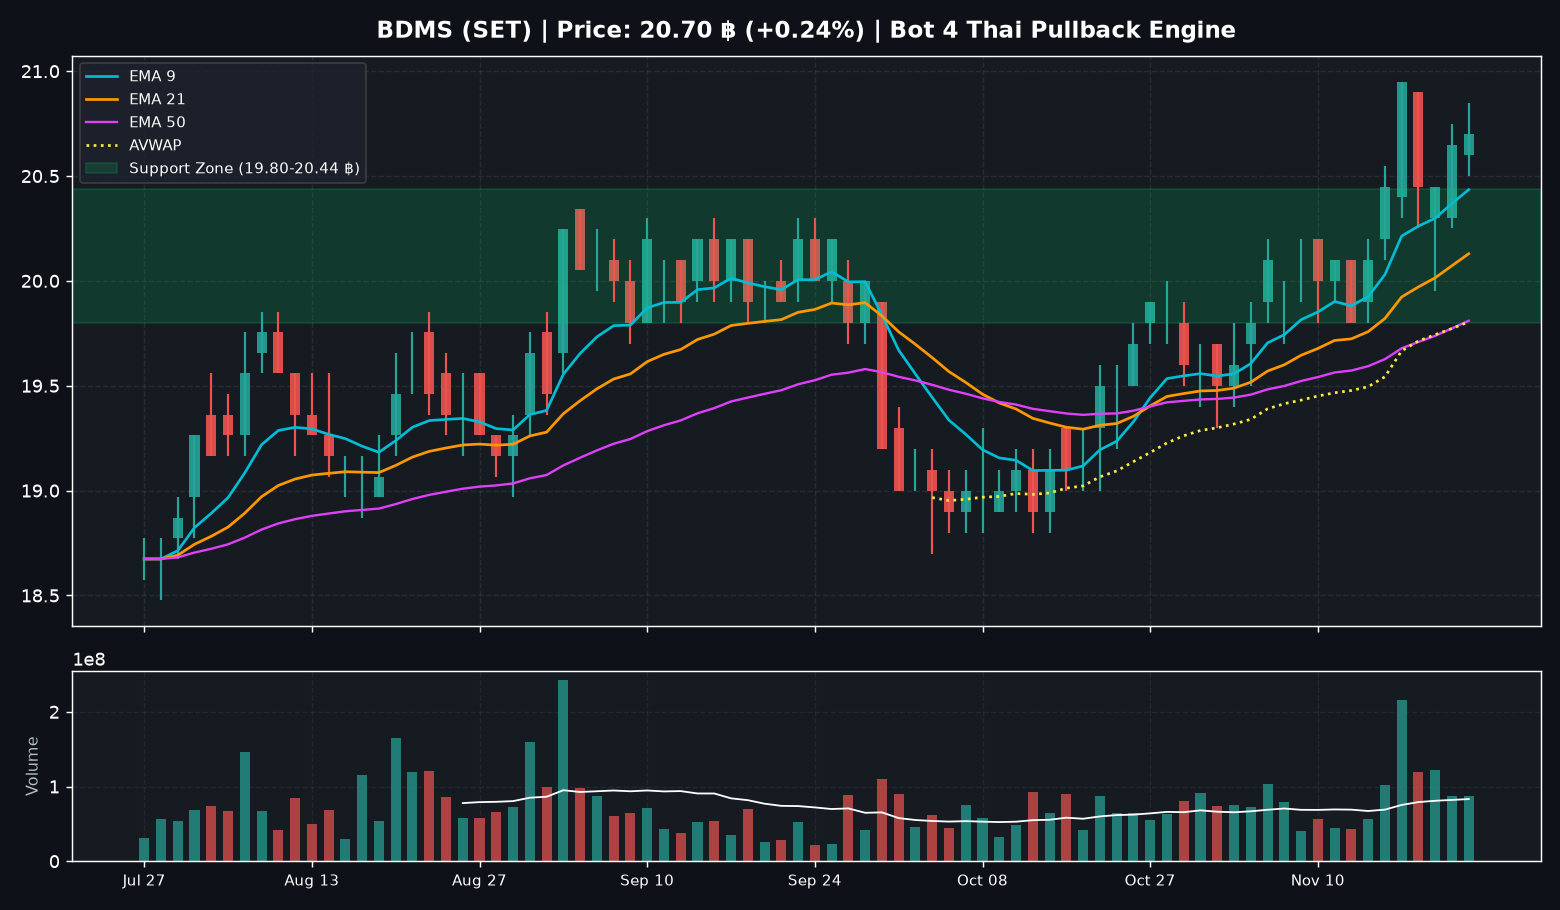 BDMS (SET) | Price: 20.70 ฿ (+0.24%) | Bot 4 Thai Pullback Engine
EMA 9
EMA 21
EMA 50
AVWAP
Support Zone (19.80-20.44 ฿)
21.0
20.5
20.0
19.5
19.0
18.5
1e8
Volume
2
1
0
Jul 27
Aug 13
Aug 27
Sep 10
Sep 24
Oct 08
Oct 27
Nov 10